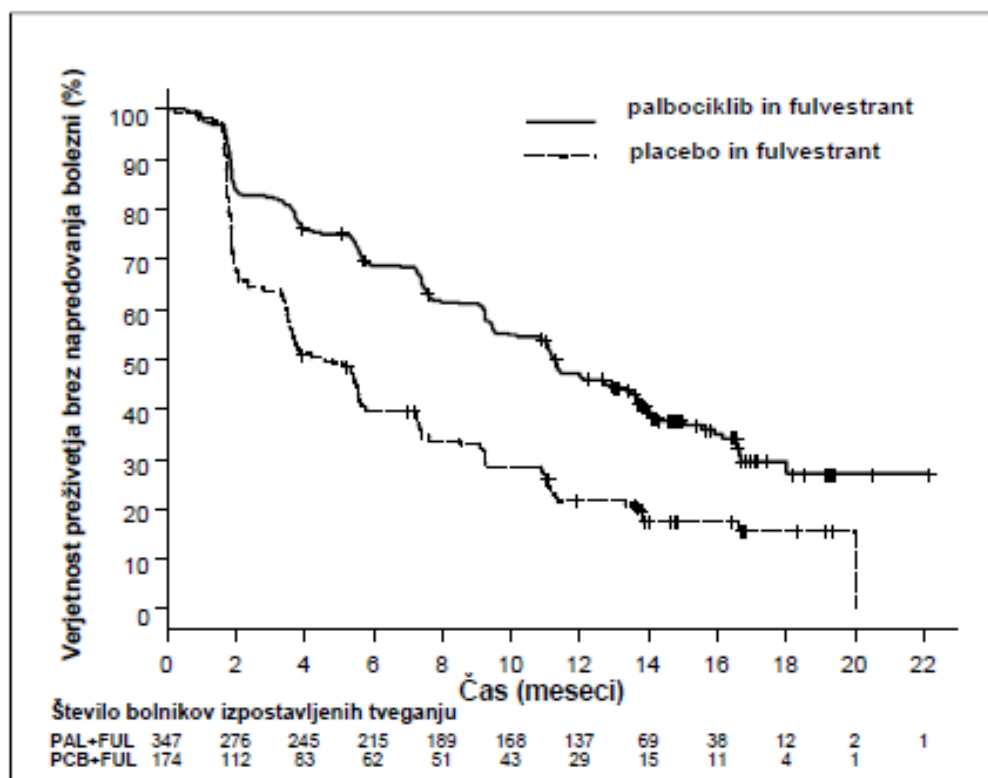 Verjetnost preživetja brez napredovanja bolezni (%)
100
90
80
70
60
50
40
30
20
10
0
palbociklib in fulvestrant
placebo in fulvestrant
0 2 4 6 8 10 12 14 16 18 20 22
Čas (meseci)
Število bolnikov izpostavljenih tveganju
PAL+FUL 347 276 245 215 189 168 137 69 38 12 2 1
PCB+FUL 174 112 83 62 51 43 29 15 11 4 1